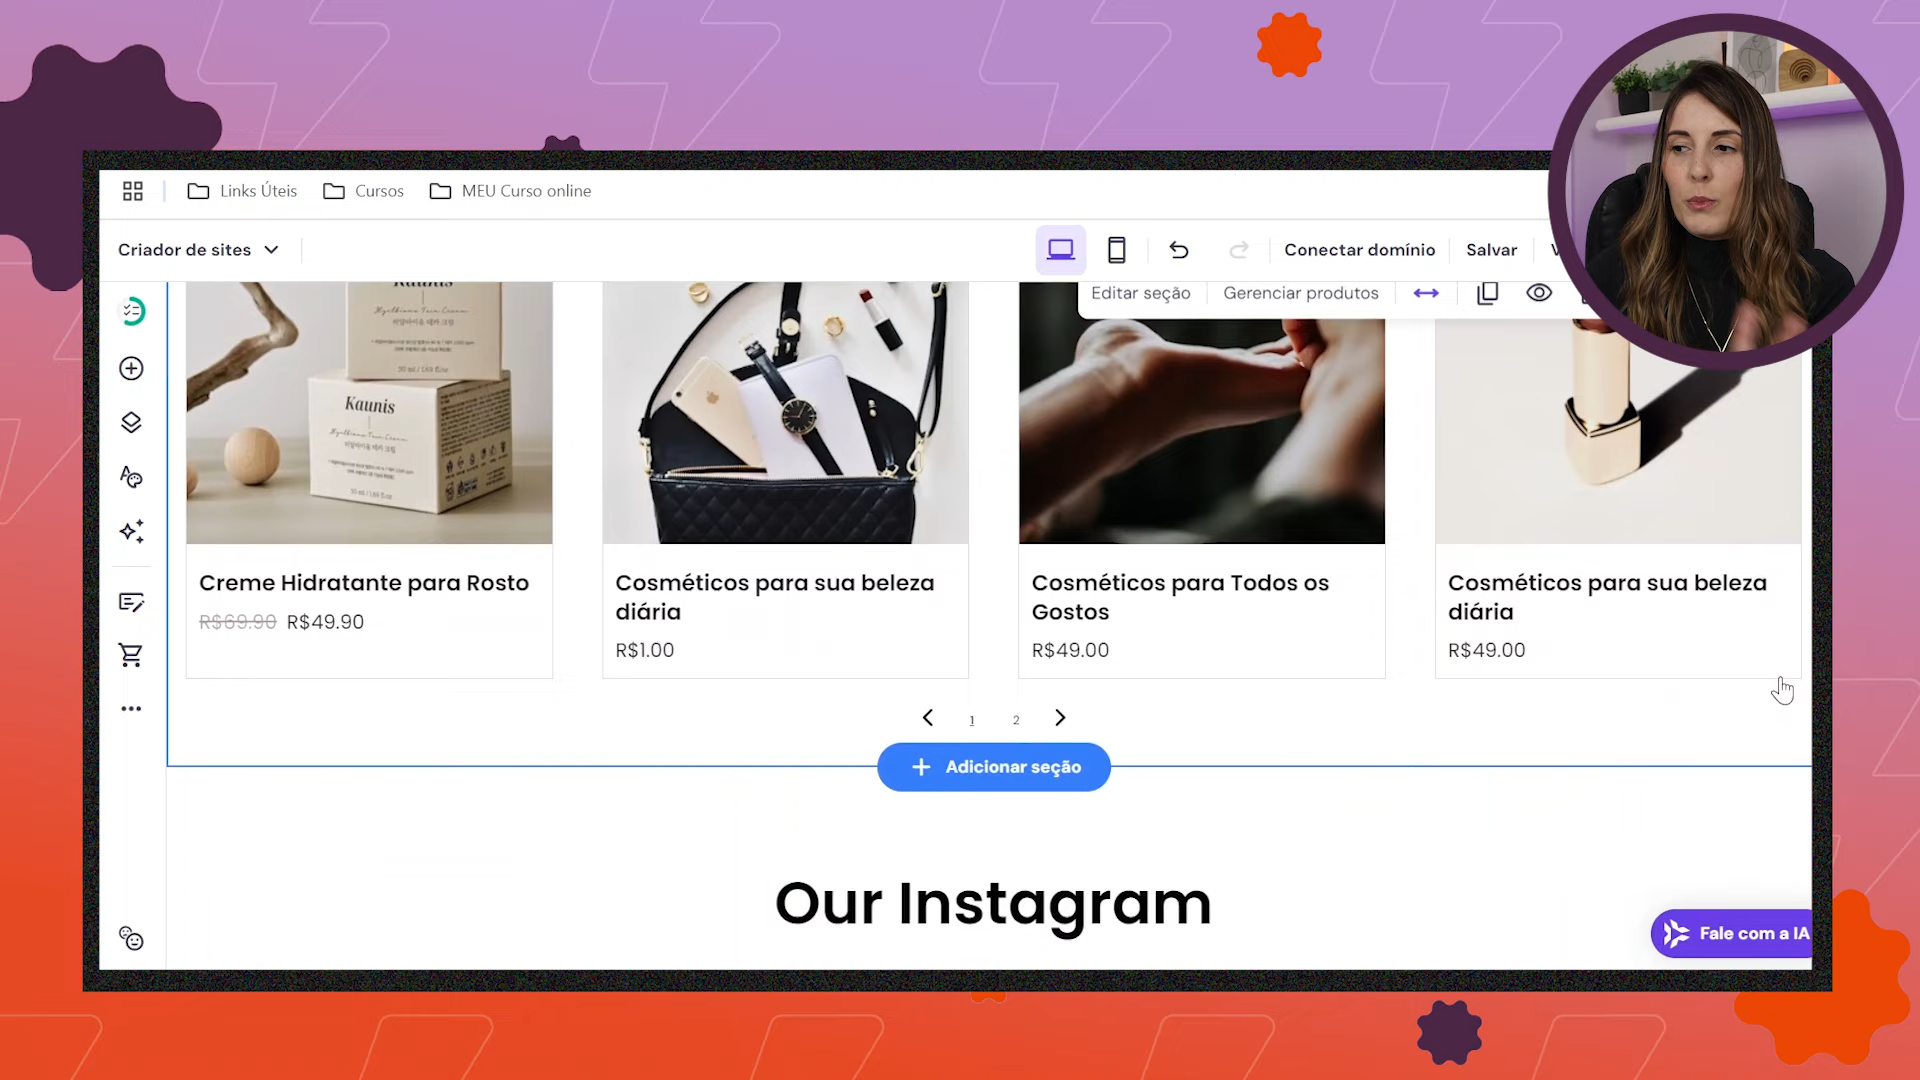 Links Úteis
Cursos
MEU Curso online
Criador de sites
Conectar domínio
Salvar
Editar seção
Gerenciar produtos
Kaunis
Kaunis
Creme Hidratante para Rosto
R$69.90 R$49.90
Cosméticos para sua beleza
diária
R$1.00
Cosméticos para Todos os
Gostos
R$49.00
Cosméticos para sua beleza
diária
R$49.00
1
2
Adicionar seção
Our Instagram
Fale com a IA